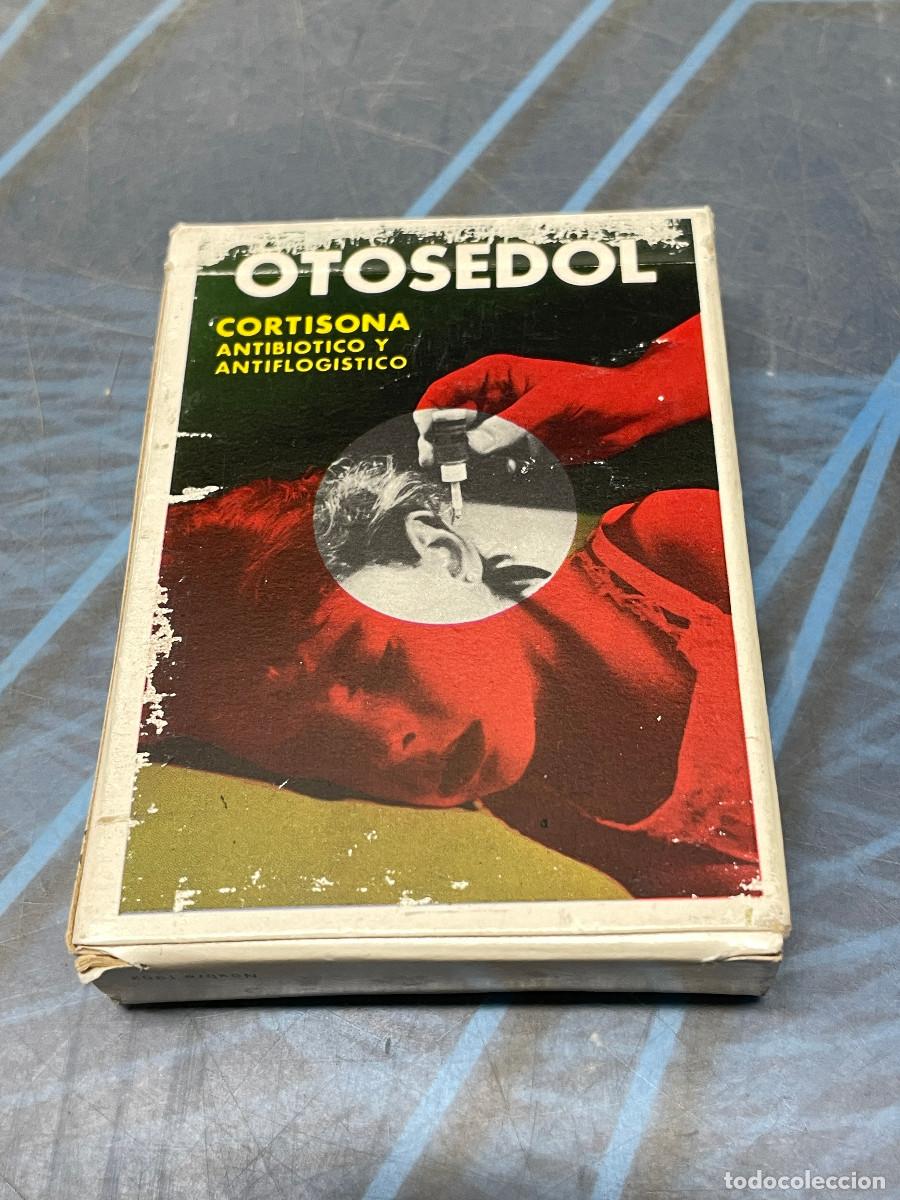 OTOSEDOL
CORTISONA
ANTIBIOTICO Y
ANTIFLOGISTICO
todocoleccion